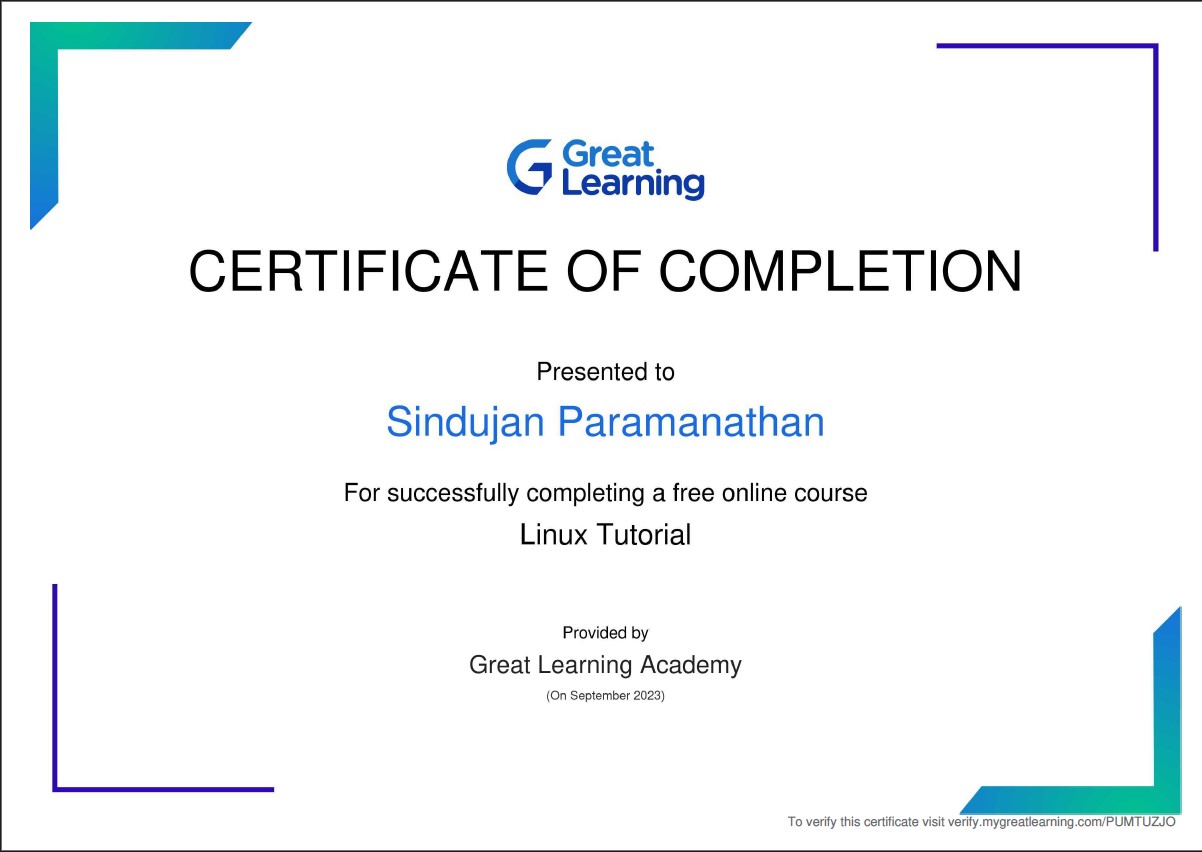 Great
Learning
CERTIFICATE OF COMPLETION
Presented to
Sindujan Paramanathan
For successfully completing a free online course
Linux Tutorial
Provided by
Great Learning Academy
(On September 2023)
To verify this certificate visit verify.mygreatlearning.com/PUMTUZJO